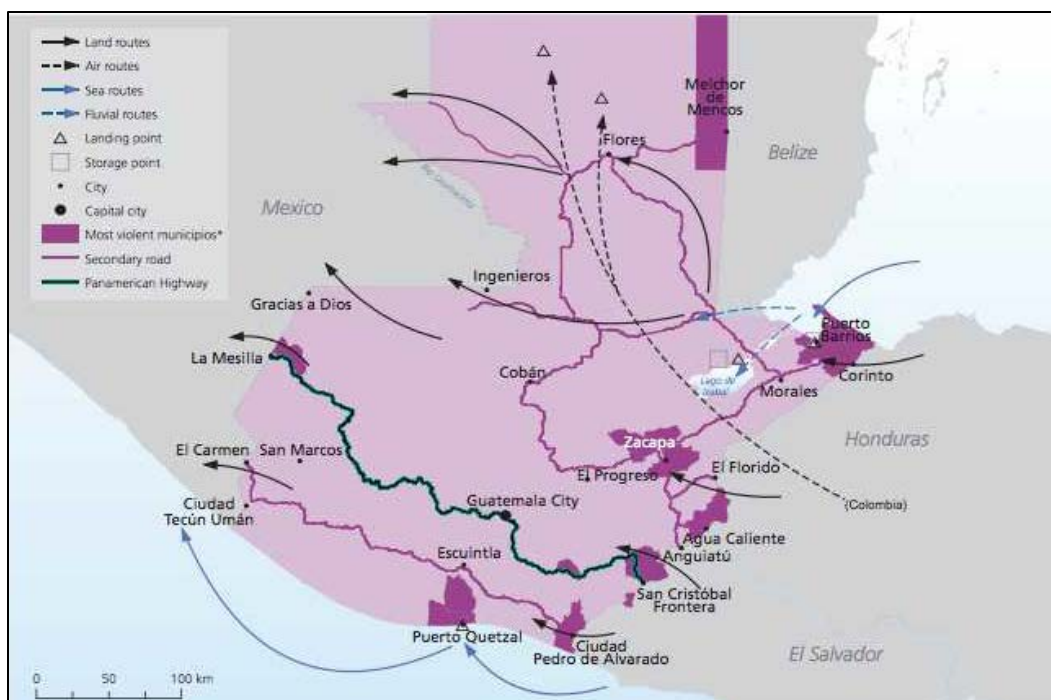 Land routes
Air routes
Sea routes
Fluvial routes
Landing point
Storage point
City
Capital city
Most violent municipios*
Secondary road
Panamerican Highway
Melchor
de
Mencos
Flores
Belize
Mexico
Ingenieros
Gracias a Dios
Puerto
Barrios
La Mesilla
Cobán
Lago de
Izabal
Morales
Corinto
Honduras
Zacapa
El Carmen
San Marcos
El Progreso
El Florido
Guatemala City
(Colombia)
Ciudad
Tecún Umán
Agua Caliente
Anguiatú
Escuintla
San Cristóbal
Frontera
Puerto Quetzal
Ciudad
Pedro de Alvarado
El Salvador
0 50 100 km